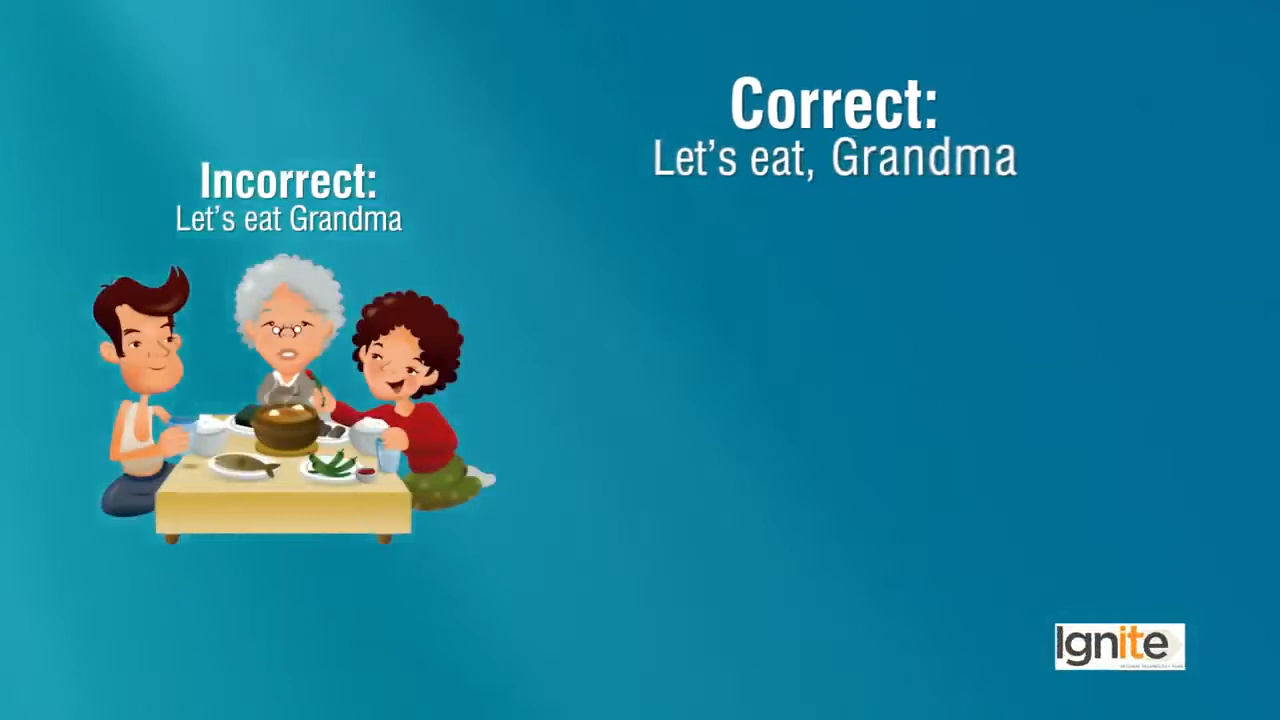 Incorrect:
Let's eat Grandma
Correct:
Let's eat, Grandma
Ignite